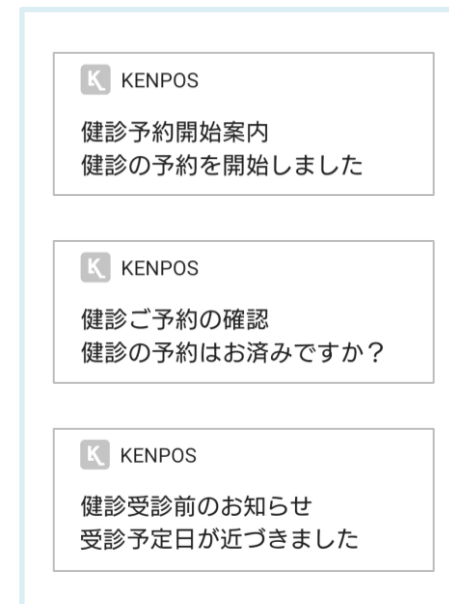 K KENPOS
健診予約開始案内
健診の予約を開始しました
K KENPOS
健診ご予約の確認
健診の予約はお済みですか？
K KENPOS
健診受診前のお知らせ
受診予定日が近づきました